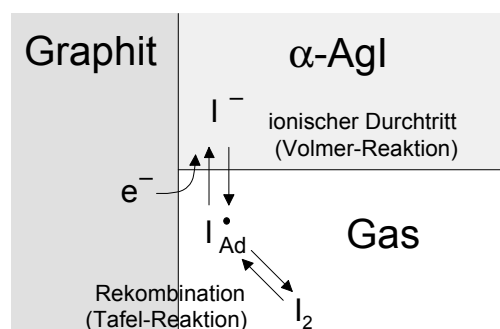 Graphit
α-AgI
I⁻
ionischer Durchtritt
(Volmer-Reaktion)
e⁻
I•Ad
Gas
Rekombination
(Tafel-Reaktion)
I₂